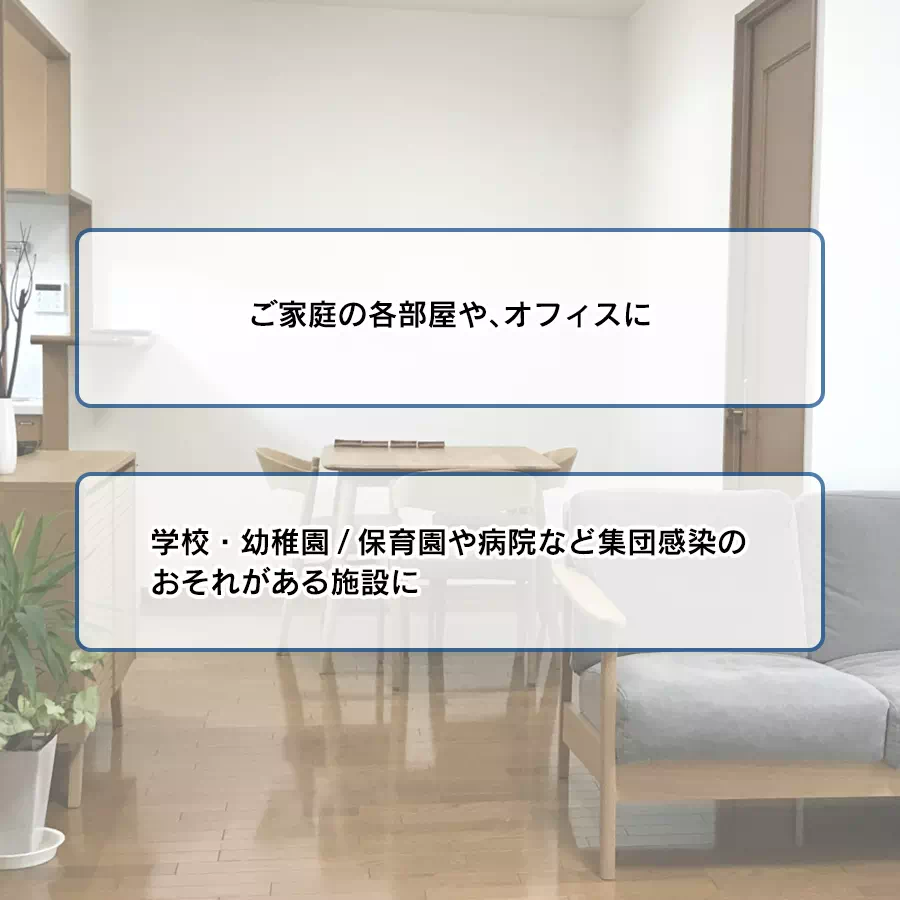 ご家庭の各部屋や、オフィスに
学校・幼稚園/保育園や病院など集団感染の
おそれがある施設に